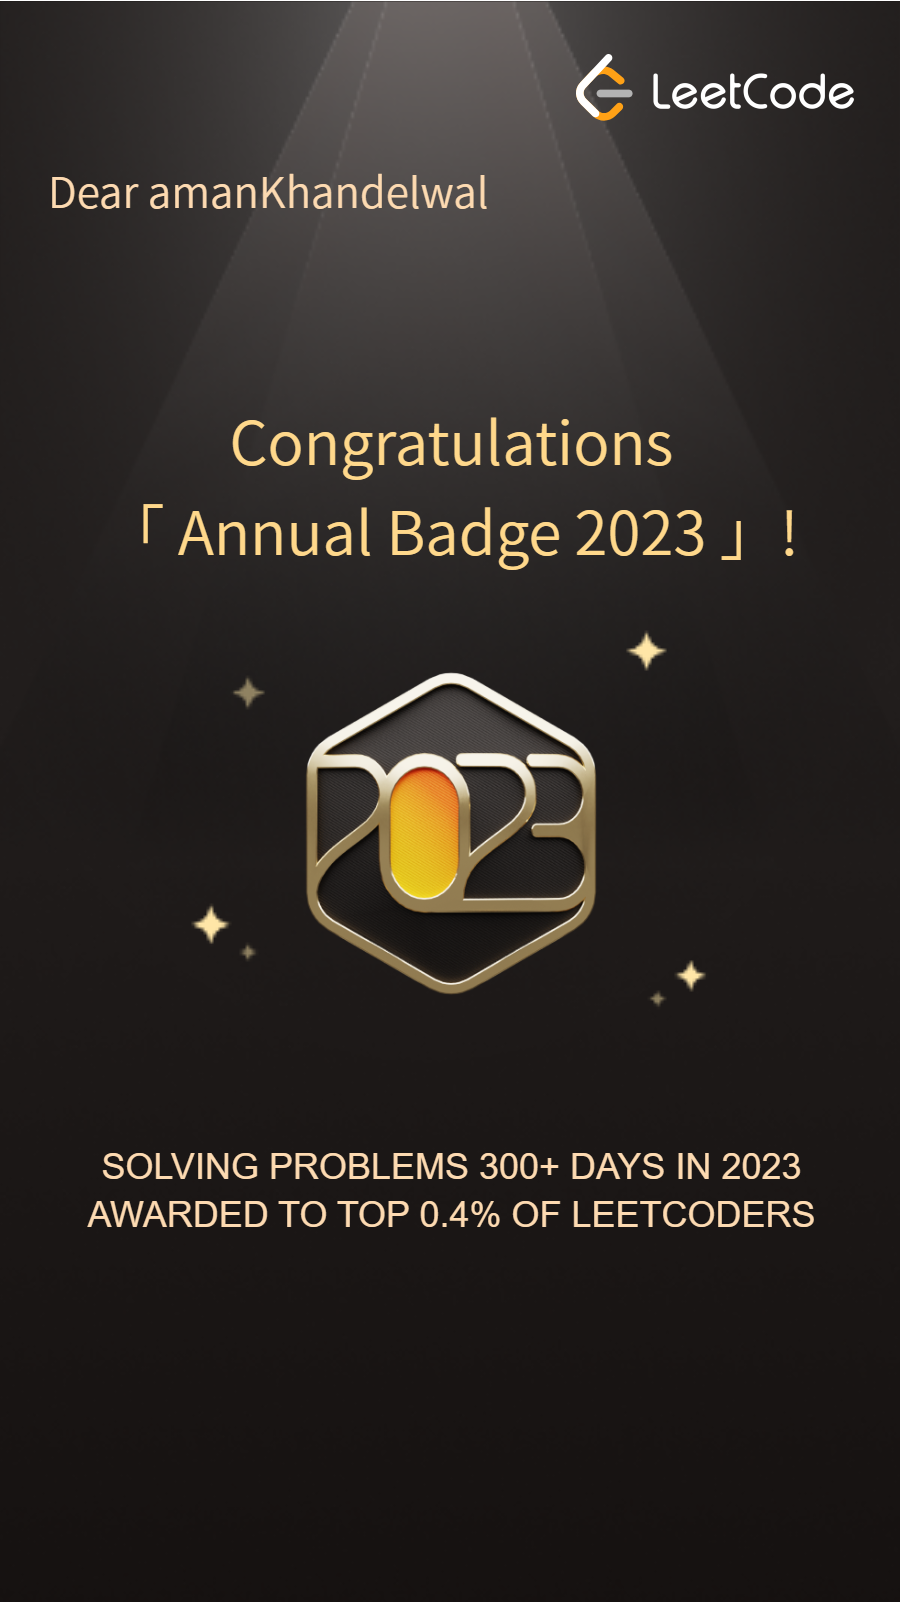 LeetCode
Dear amanKhandelwal
Congratulations
「 Annual Badge 2023 」 !
2023
SOLVING PROBLEMS 300+ DAYS IN 2023
AWARDED TO TOP 0.4% OF LEETCODERS